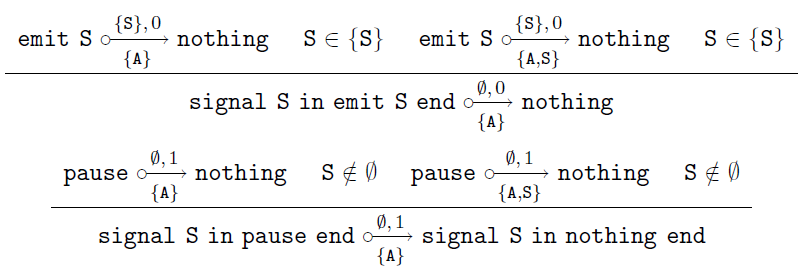 emit S ∘—{S},0/{A}→ nothing S ∈ {S} emit S ∘—{S},0/{A,S}→ nothing S ∈ {S}
signal S in emit S end ∘—∅,0/{A}→ nothing
pause ∘—∅,1/{A}→ nothing S ∉ ∅ pause ∘—∅,1/{A,S}→ nothing S ∉ ∅
signal S in pause end ∘—∅,1/{A}→ signal S in nothing end